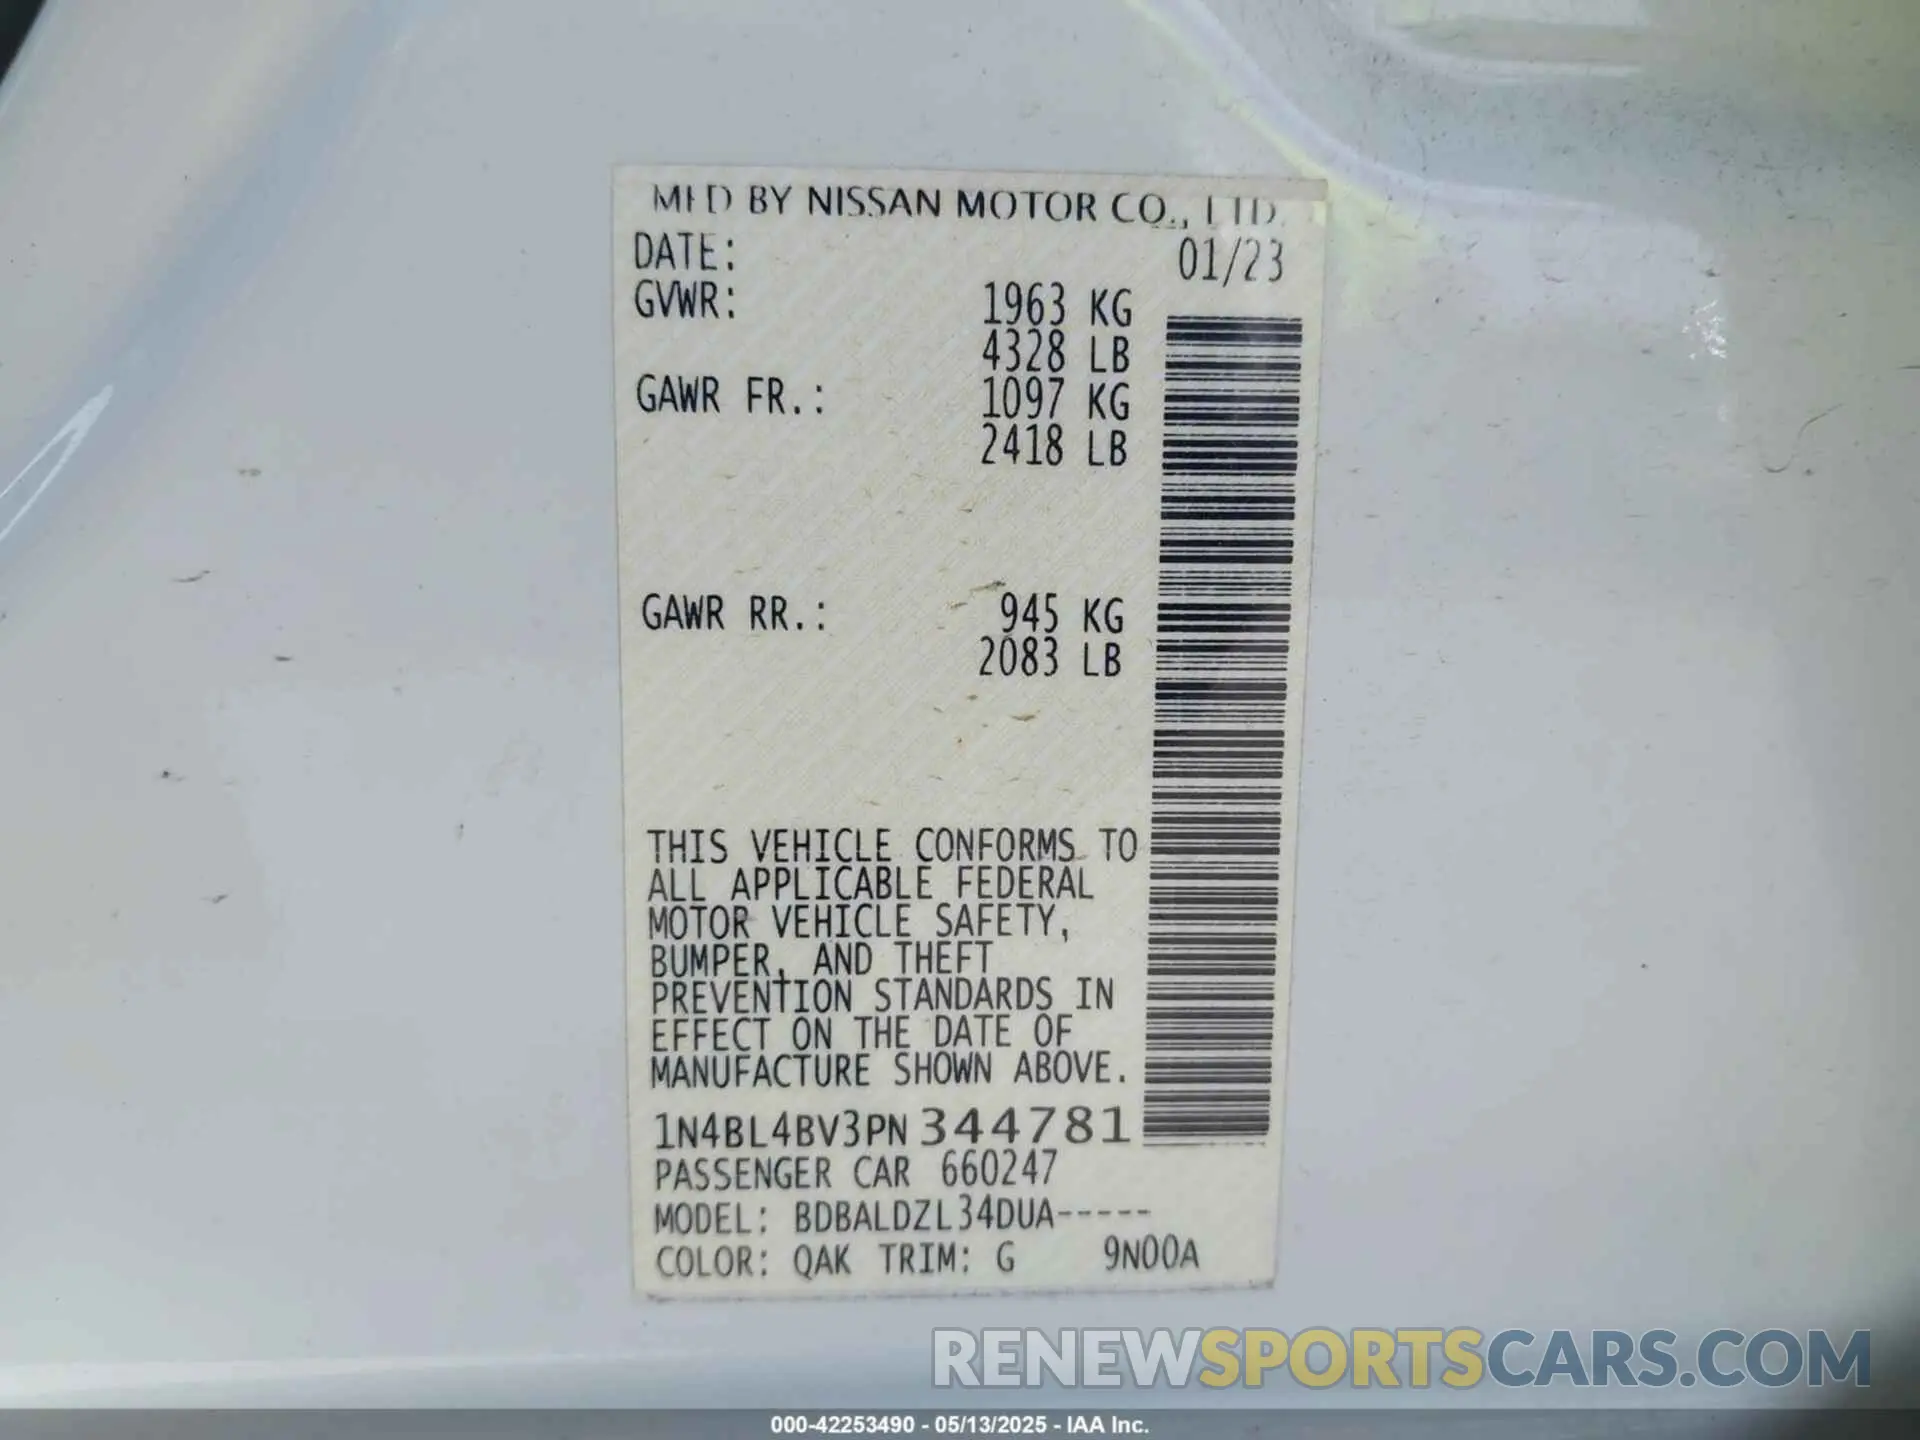 MFD BY NISSAN MOTOR CO., LTD.
DATE: 01/23
GVWR: 1963 KG
4328 LB
GAWR FR.: 1097 KG
2418 LB
GAWR RR.: 945 KG
2083 LB
THIS VEHICLE CONFORMS TO
ALL APPLICABLE FEDERAL
MOTOR VEHICLE SAFETY,
BUMPER, AND THEFT
PREVENTION STANDARDS IN
EFFECT ON THE DATE OF
MANUFACTURE SHOWN ABOVE.
1N4BL4BV3PN344781
PASSENGER CAR 660247
MODEL: BDBALDZL34DUA-----
COLOR: QAK TRIM: G 9N00A
RENEWSPORTSCARS.COM
000-42253490 - 05/13/2025 - IAA Inc.